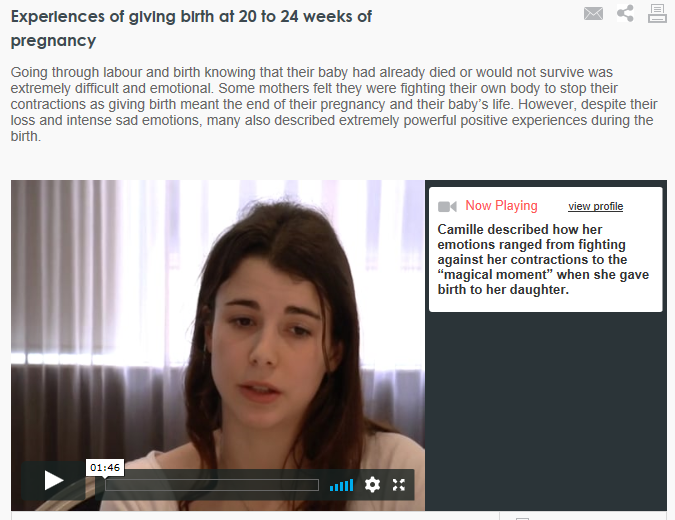 Experiences of giving birth at 20 to 24 weeks of
pregnancy
Going through labour and birth knowing that their baby had already died or would not survive was
extremely difficult and emotional. Some mothers felt they were fighting their own body to stop their
contractions as giving birth meant the end of their pregnancy and their baby's life. However, despite their
loss and intense sad emotions, many also described extremely powerful positive experiences during the
birth.
Now Playing view profile
Camille described how her
emotions ranged from fighting
against her contractions to the
“magical moment” when she gave
birth to her daughter.
01:46